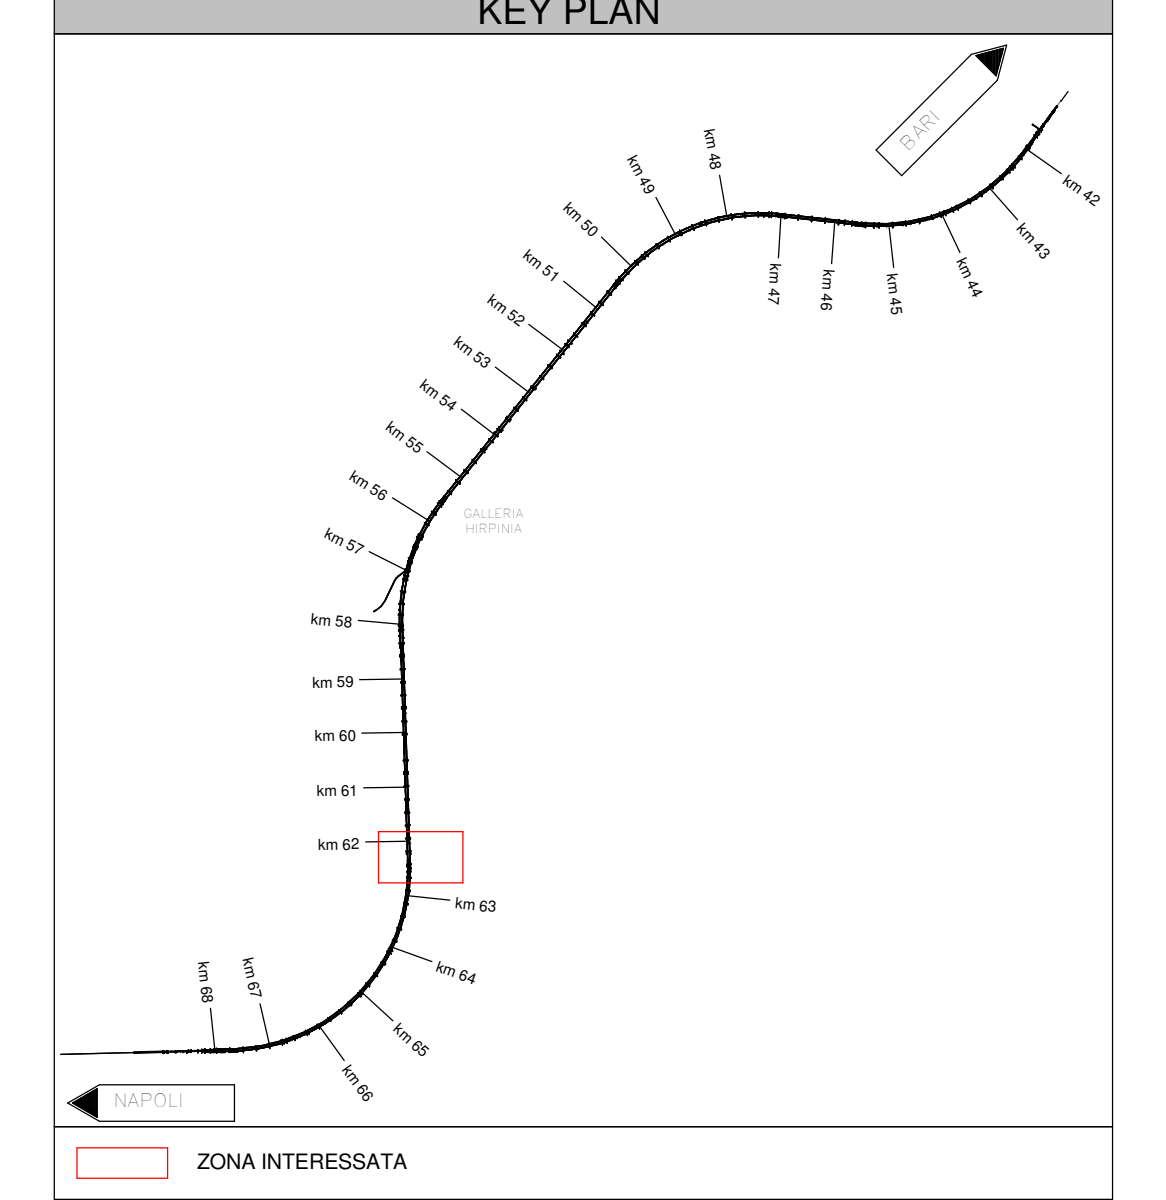 KEY PLAN
BARI
km 42
km 43
km 44
km 45
km 46
km 47
km 48
km 49
km 50
km 51
km 52
km 53
km 54
km 55
km 56
GALLERIA
HIRPINIA
km 57
km 58
km 59
km 60
km 61
km 62
km 63
km 64
km 65
km 66
km 67
km 68
NAPOLI
ZONA INTERESSATA